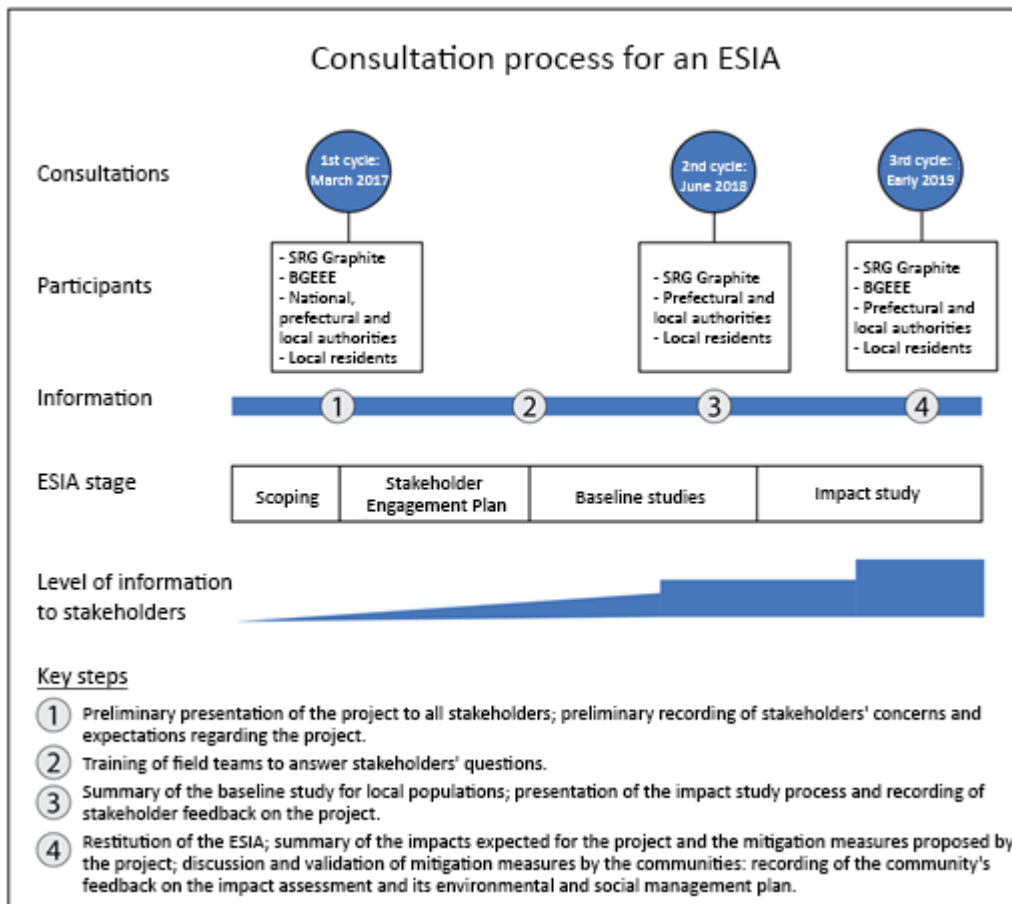 Consultation process for an ESIA
Consultations
1st cycle:
March 2017
2nd cycle:
June 2018
3rd cycle:
Early 2019
Participants
- SRG Graphite
- BGEEE
- National,
prefectural and
local authorities
- Local residents
- SRG Graphite
- Prefectural and
local authorities
- Local residents
- SRG Graphite
- BGEEE
- Prefectural and
local authorities
- Local residents
Information
1
2
3
4
ESIA stage
Scoping
Stakeholder
Engagement Plan
Baseline studies
Impact study
Level of information
to stakeholders
Key steps
1 Preliminary presentation of the project to all stakeholders; preliminary recording of stakeholders' concerns and
expectations regarding the project.
2 Training of field teams to answer stakeholders' questions.
3 Summary of the baseline study for local populations; presentation of the impact study process and recording of
stakeholder feedback on the project.
4 Restitution of the ESIA; summary of the impacts expected for the project and the mitigation measures proposed by
the project; discussion and validation of mitigation measures by the communities: recording of the community's
feedback on the impact assessment and its environmental and social management plan.